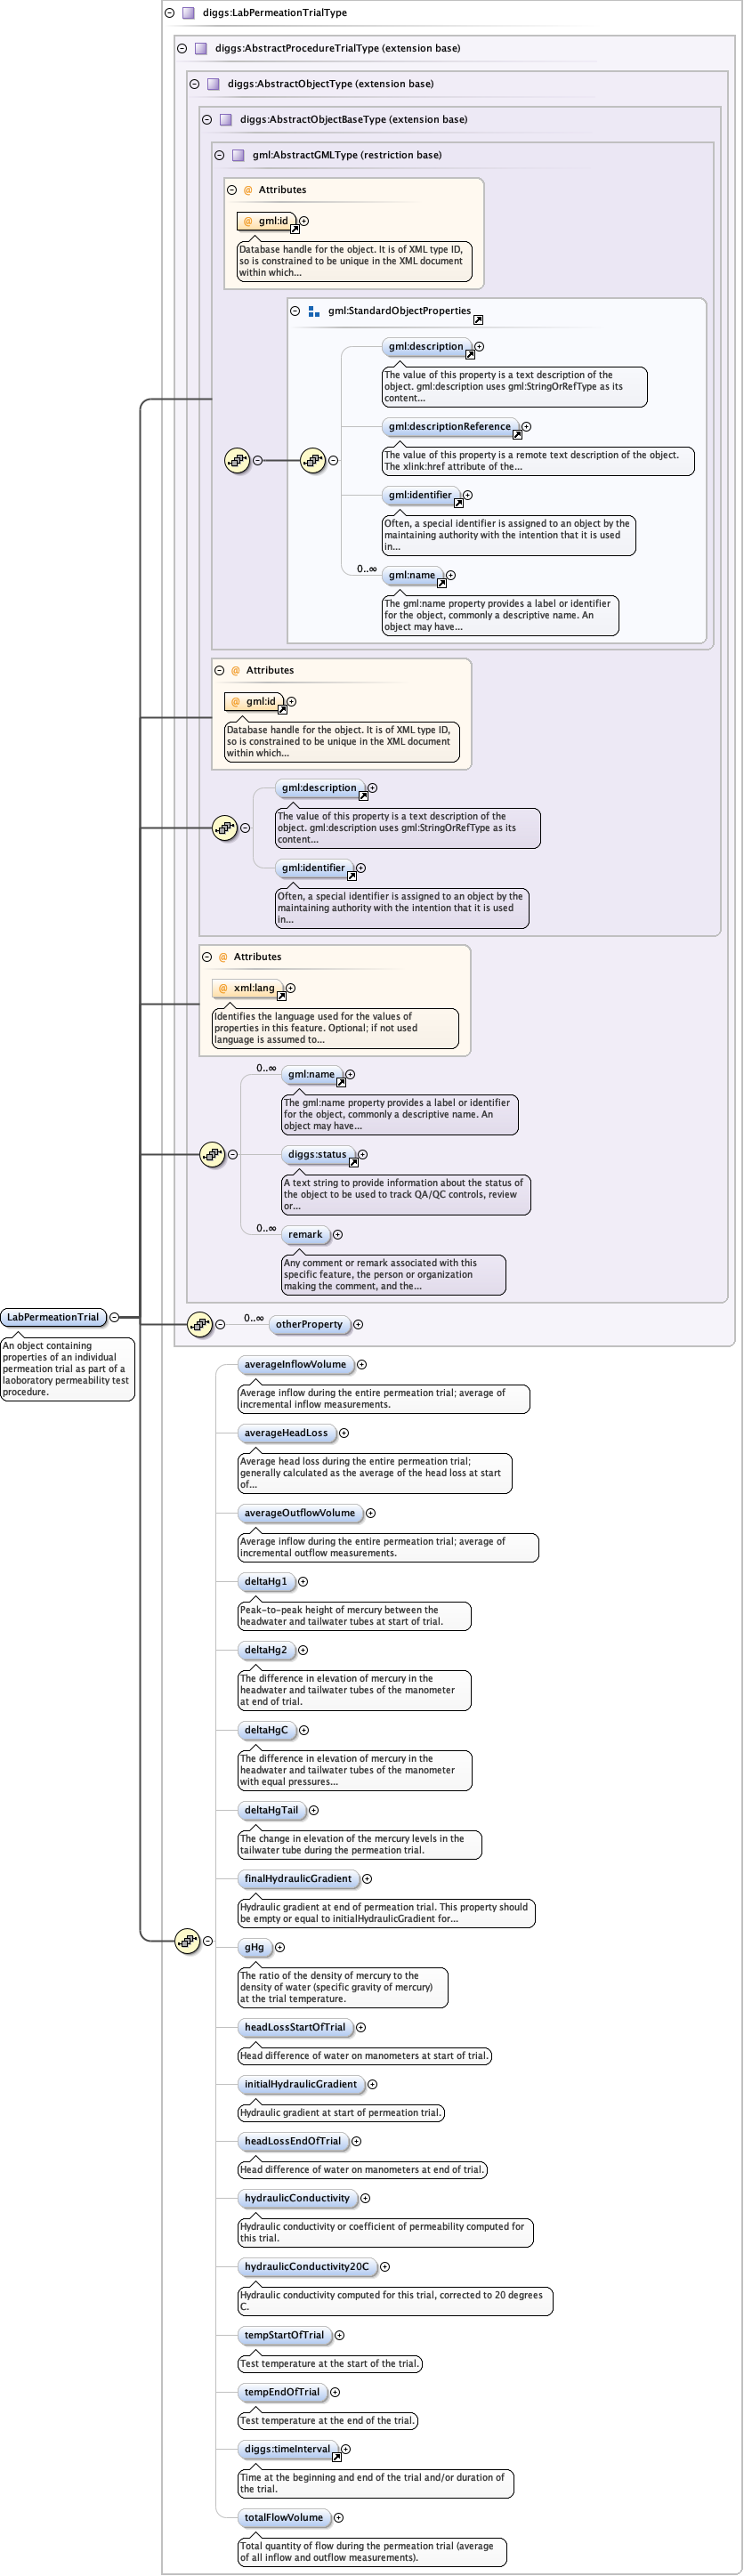 diggs:LabPermeationTrialType
diggs:AbstractProcedureTrialType (extension base)
diggs:AbstractObjectType (extension base)
diggs:AbstractObjectBaseType (extension base)
gml:AbstractGMLType (restriction base)
@ Attributes
@ gml:id
Database handle for the object. It is of XML type ID,
so is constrained to be unique in the XML document
within which...
gml:StandardObjectProperties
gml:description
The value of this property is a text description of the
object. gml:description uses gml:StringOrRefType as its
content...
gml:descriptionReference
The value of this property is a remote text description of the object.
The xlink:href attribute of the...
gml:identifier
Often, a special identifier is assigned to an object by the
maintaining authority with the intention that it is used
in...
0..∞
gml:name
The gml:name property provides a label or identifier
for the object, commonly a descriptive name. An
object may have...
@ Attributes
@ gml:id
Database handle for the object. It is of XML type ID,
so is constrained to be unique in the XML document
within which...
gml:description
The value of this property is a text description of the
object. gml:description uses gml:StringOrRefType as its
content...
gml:identifier
Often, a special identifier is assigned to an object by the
maintaining authority with the intention that it is used
in...
@ Attributes
@ xml:lang
Identifies the language used for the values of
properties in this feature. Optional; if not used
language is assumed to...
0..∞
gml:name
The gml:name property provides a label or identifier
for the object, commonly a descriptive name. An
object may have...
diggs:status
A text string to provide information about the status of
the object to be used to track QA/QC controls, review
or...
0..∞
remark
Any comment or remark associated with this
specific feature, the person or organization
making the comment, and the...
LabPermeationTrial
An object containing
properties of an individual
permeation trial as part of a
laoboratory permeability test
procedure.
0..∞
otherProperty
averageInflowVolume
Average inflow during the entire permeation trial; average of
incremental inflow measurements.
averageHeadLoss
Average head loss during the entire permeation trial;
generally calculated as the average of the head loss at start
of...
averageOutflowVolume
Average inflow during the entire permeation trial; average of
incremental outflow measurements.
deltaHg1
Peak-to-peak height of mercury between the
headwater and tailwater tubes at start of trial.
deltaHg2
The difference in elevation of mercury in the
headwater and tailwater tubes of the manometer
at end of trial.
deltaHgC
The difference in elevation of mercury in the
headwater and tailwater tubes of the manometer
with equal pressures...
deltaHgTail
The change in elevation of the mercury levels in the
tailwater tube during the permeation trial.
finalHydraulicGradient
Hydraulic gradient at end of permeation trial. This property should
be empty or equal to initialHydraulicGradient for...
gHg
The ratio of the density of mercury to the
density of water (specific gravity of mercury)
at the trial temperature.
headLossStartOfTrial
Head difference of water on manometers at start of trial.
initialHydraulicGradient
Hydraulic gradient at start of permeation trial.
headLossEndOfTrial
Head difference of water on manometers at end of trial.
hydraulicConductivity
Hydraulic conductivity or coefficient of permeability computed for
this trial.
hydraulicConductivity20C
Hydraulic conductivity computed for this trial, corrected to 20 degrees
C.
tempStartOfTrial
Test temperature at the start of the trial.
tempEndOfTrial
Test temperature at the end of the trial.
diggs:timeInterval
Time at the beginning and end of the trial and/or duration of
the trial.
totalFlowVolume
Total quantity of flow during the permeation trial (average
of all inflow and outflow measurements).